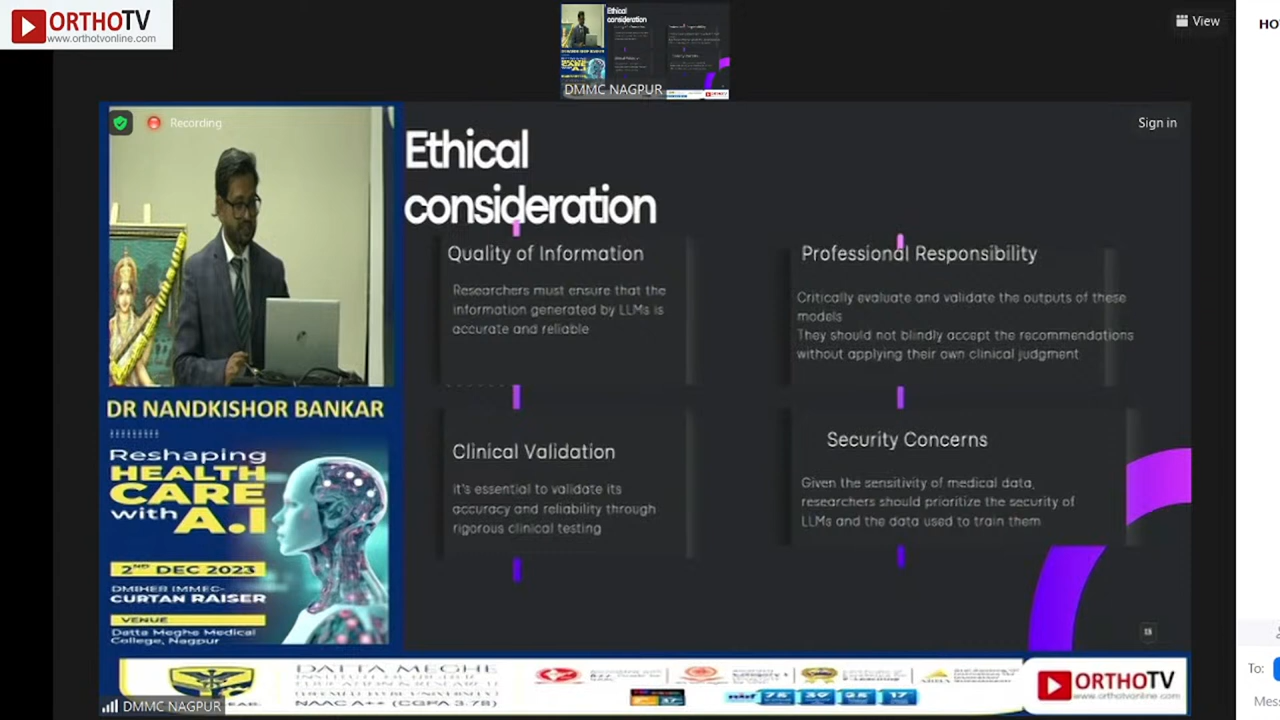 ORTHOTV
www.orthotvonline.com
Ethical
consideration
DMMC NAGPUR
View
HO
Recording
Sign in
Ethical
consideration
Quality of Information
Researchers must ensure that the
information generated by LLMs is
accurate and reliable
Professional Responsibility
Critically evaluate and validate the outputs of these
models
They should not blindly accept the recommendations
without applying their own clinical judgment
Clinical Validation
it's essential to validate its
accuracy and reliability through
rigorous clinical testing
Security Concerns
Given the sensitivity of medical data,
researchers should prioritize the security of
LLMs and the data used to train them
DR NANDKISHOR BANKAR
Reshaping
HEALTH
CARE
with A.I
2ND DEC 2023
DMIHER IMMEC-
CURTAN RAISER
VENUE
Datta Meghe Medical
College, Nagpur
DATTA MEGHE
NAAC A++ (CGPA 3.78)
ORTHOTV
www.orthotvonline.com
DMMC NAGPUR
To:
Mess